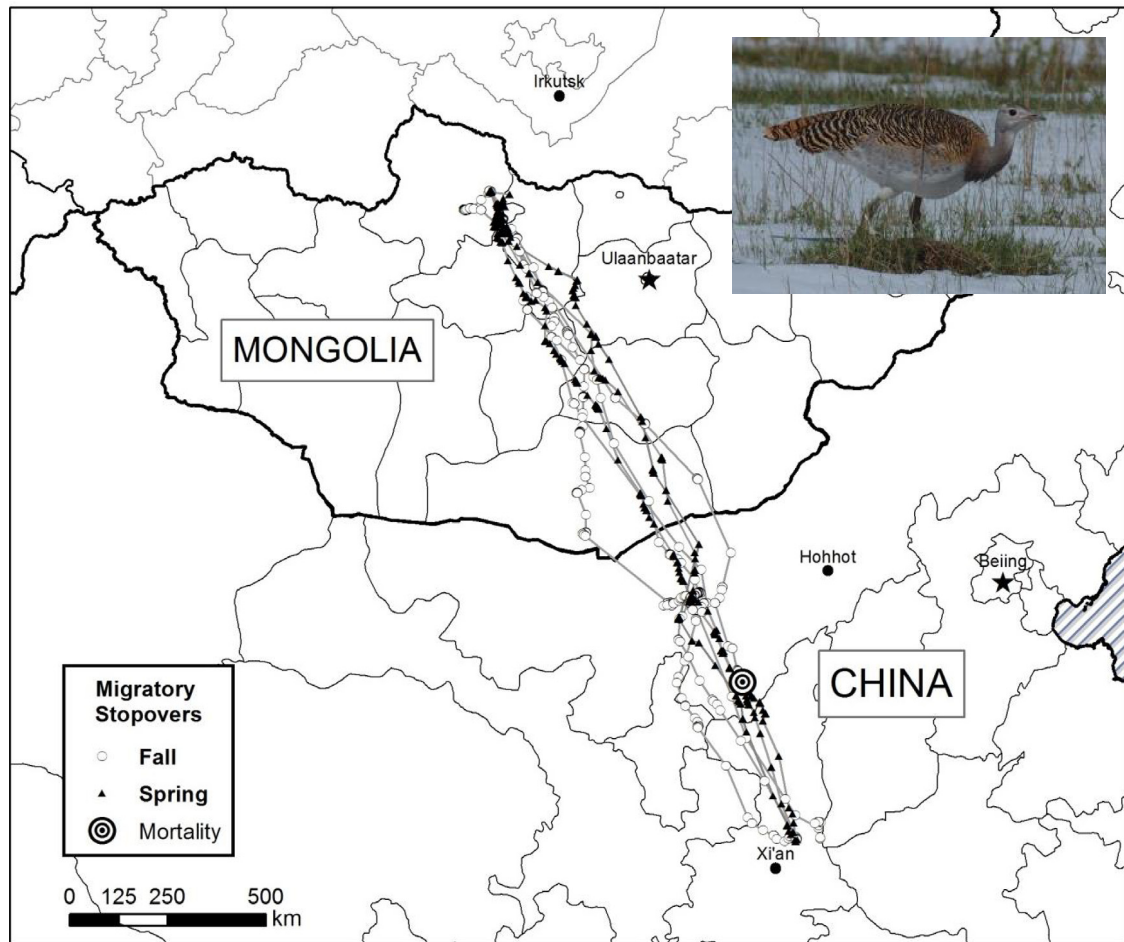 Irkutsk
Ulaanbaatar
MONGOLIA
Hohhot
Beiing
CHINA
Migratory
Stopovers
Fall
Spring
Mortality
Xi'an
0 125 250 500
km